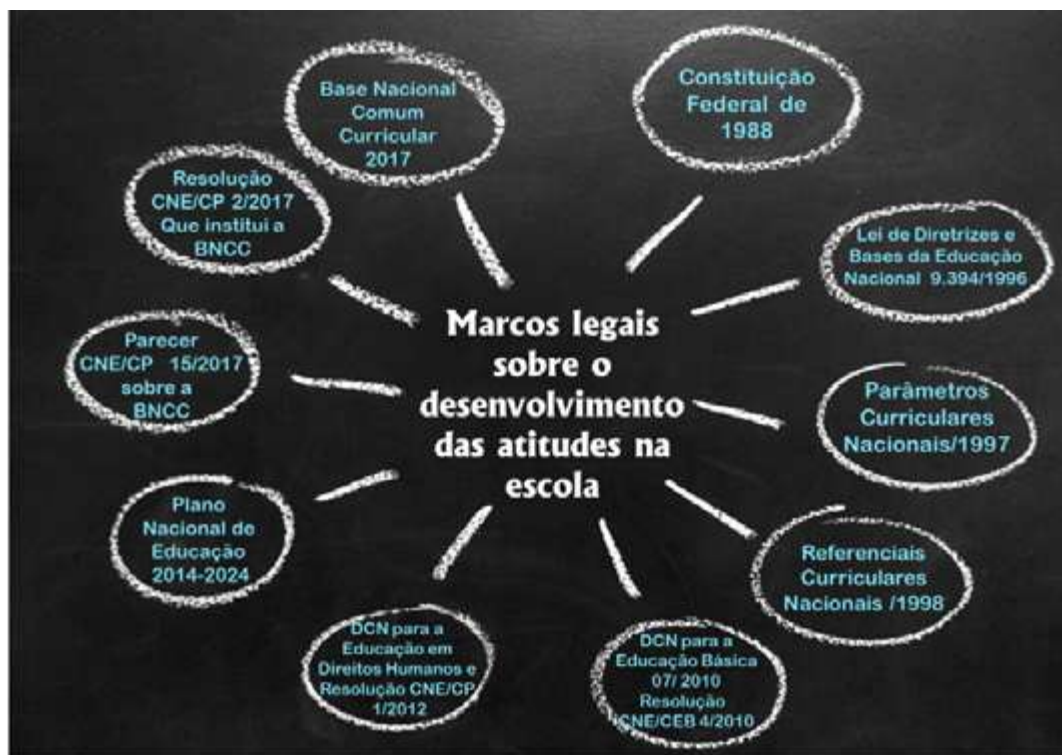 Marcos legais
sobre o
desenvolvimento
das atitudes na
escola
Constituição
Federal de
1988
Lei de Diretrizes e
Bases da Educação
Nacional 9.394/1996
Parâmetros
Curriculares
Nacionais/1997
Referenciais
Curriculares
Nacionais /1998
DCN para a
Educação Básica
07/ 2010
Resolução
CNE/CEB 4/2010
DCN para a
Educação em
Direitos Humanos e
Resolução CNE/CP
1/2012
Plano
Nacional de
Educação
2014-2024
Parecer
CNE/CP 15/2017
sobre a
BNCC
Resolução
CNE/CP 2/2017
Que institui a
BNCC
Base Nacional
Comum
Curricular
2017